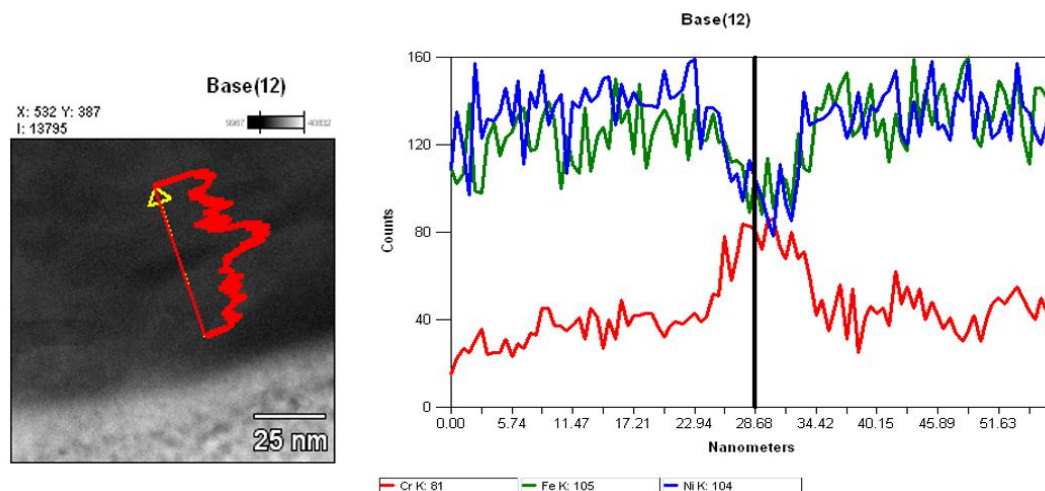 Base(12)
X: 532 Y: 387
I: 13795
9967
40832
25 nm
Base(12)
Counts
160
120
80
40
0
0.00 5.74 11.47 17.21 22.94 28.68 34.42 40.15 45.89 51.63
Nanometers
Cr K: 81 Fe K: 105 Ni K: 104